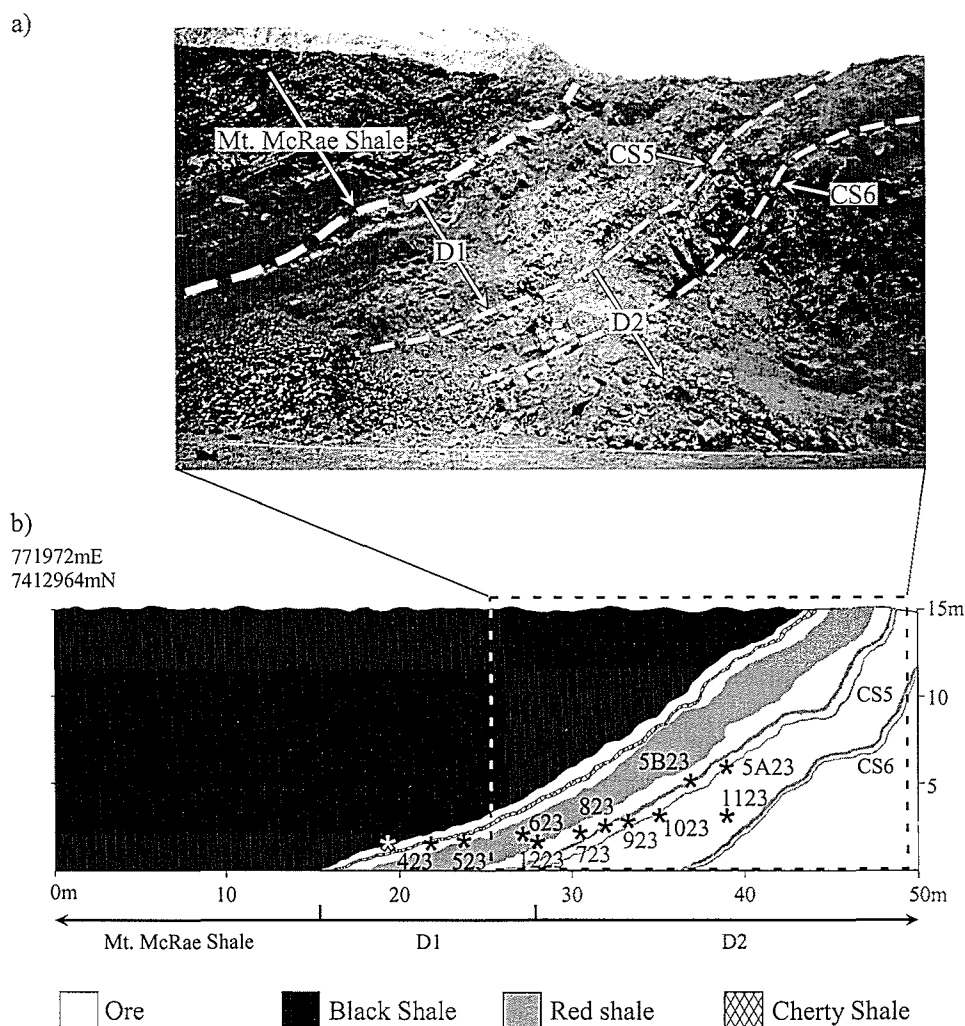 a)
Mt. McRae Shale
CS5
CS6
D1
D2
b)
771972mE
7412964mN
15m
10
5
CS5
CS6
5B23
5A23
823
623
1123
1023
923
423
523
1223
723
0m
10
20
30
40
50m
Mt. McRae Shale
D1
D2
Ore
Black Shale
Red shale
Cherty Shale